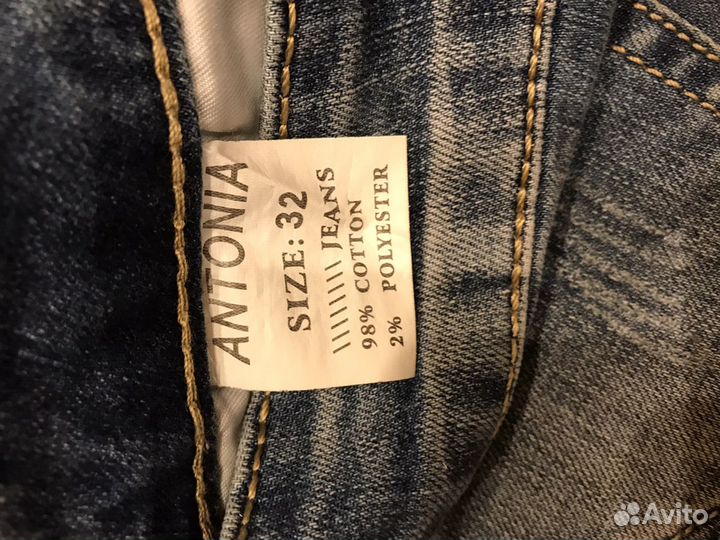 ANTONIA
SIZE: 32
\\\\\\\\ JEANS
98% COTTON
2% POLYESTER
Avito